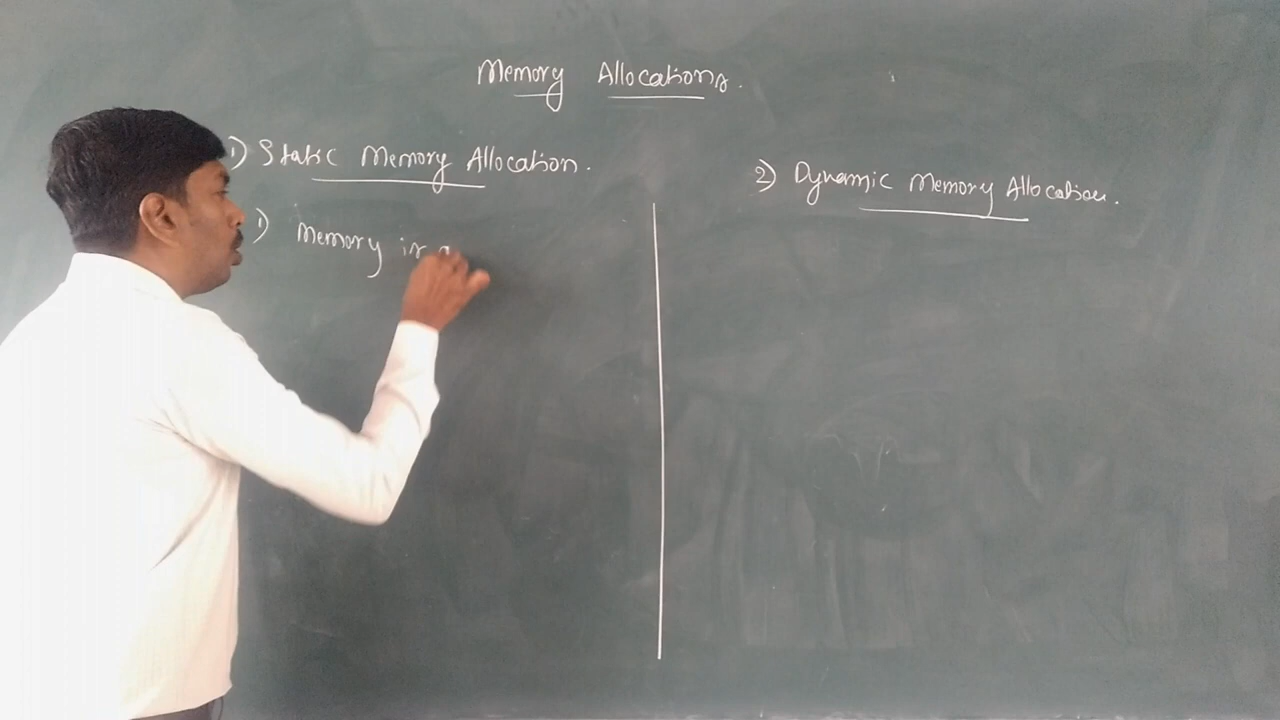 Memory Allocations.
1) Static Memory Allocation.
2) Dynamic Memory Allocation.
1) Memory is